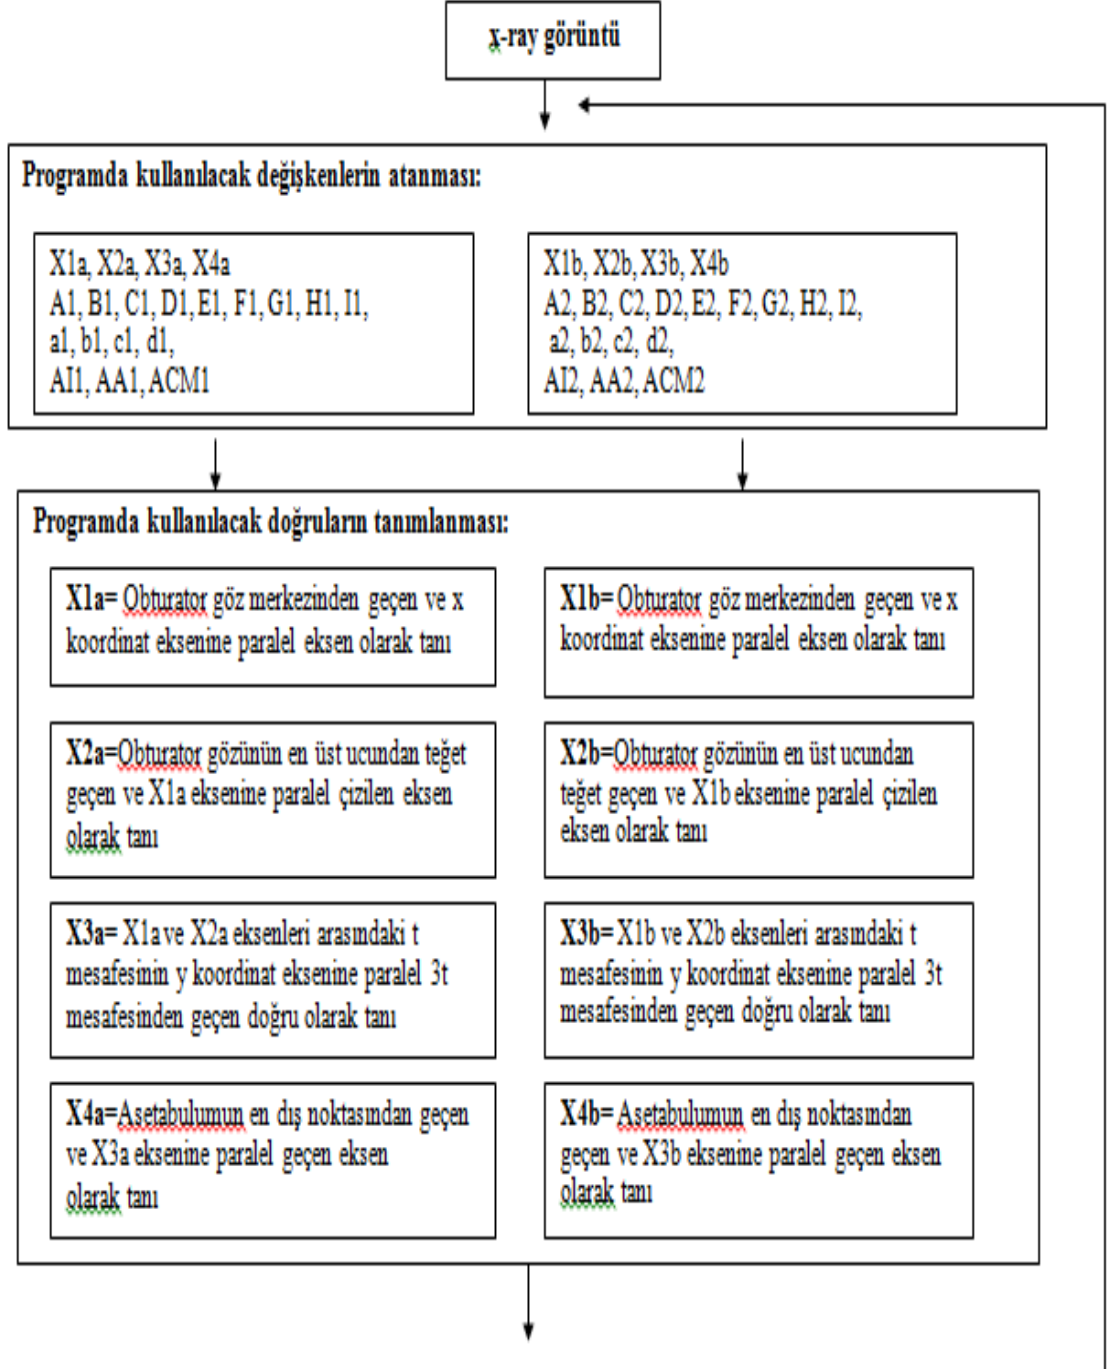 x-ray görüntü
Programda kullanılacak değişkenlerin atanması:
X1a, X2a, X3a, X4a
A1, B1, C1, D1, E1, F1, G1, H1, I1,
a1, b1, c1, d1,
AI1, AA1, ACM1
X1b, X2b, X3b, X4b
A2, B2, C2, D2, E2, F2, G2, H2, I2,
a2, b2, c2, d2,
AI2, AA2, ACM2
Programda kullanılacak doğruların tanımlanması:
X1a= Obturator göz merkezinden geçen ve x
koordinat eksenine paralel eksen olarak tanı
X1b= Obturator göz merkezinden geçen ve x
koordinat eksenine paralel eksen olarak tanı
X2a=Obturator gözünün en üst ucundan teğet
geçen ve X1a eksenine paralel çizilen eksen
olarak tanı
X2b=Obturator gözünün en üst ucundan
teğet geçen ve X1b eksenine paralel çizilen
eksen olarak tanı
X3a= X1a ve X2a eksenleri arasındaki t
mesafesinin y koordinat eksenine paralel 3t
mesafesinden geçen doğru olarak tanı
X3b= X1b ve X2b eksenleri arasındaki t
mesafesinin y koordinat eksenine paralel 3t
mesafesinden geçen doğru olarak tanı
X4a=Asetabulumun en dış noktasından geçen
ve X3a eksenine paralel geçen eksen
olarak tanı
X4b= Asetabulumun en dış noktasından
geçen ve X3b eksenine paralel geçen eksen
olarak tanı